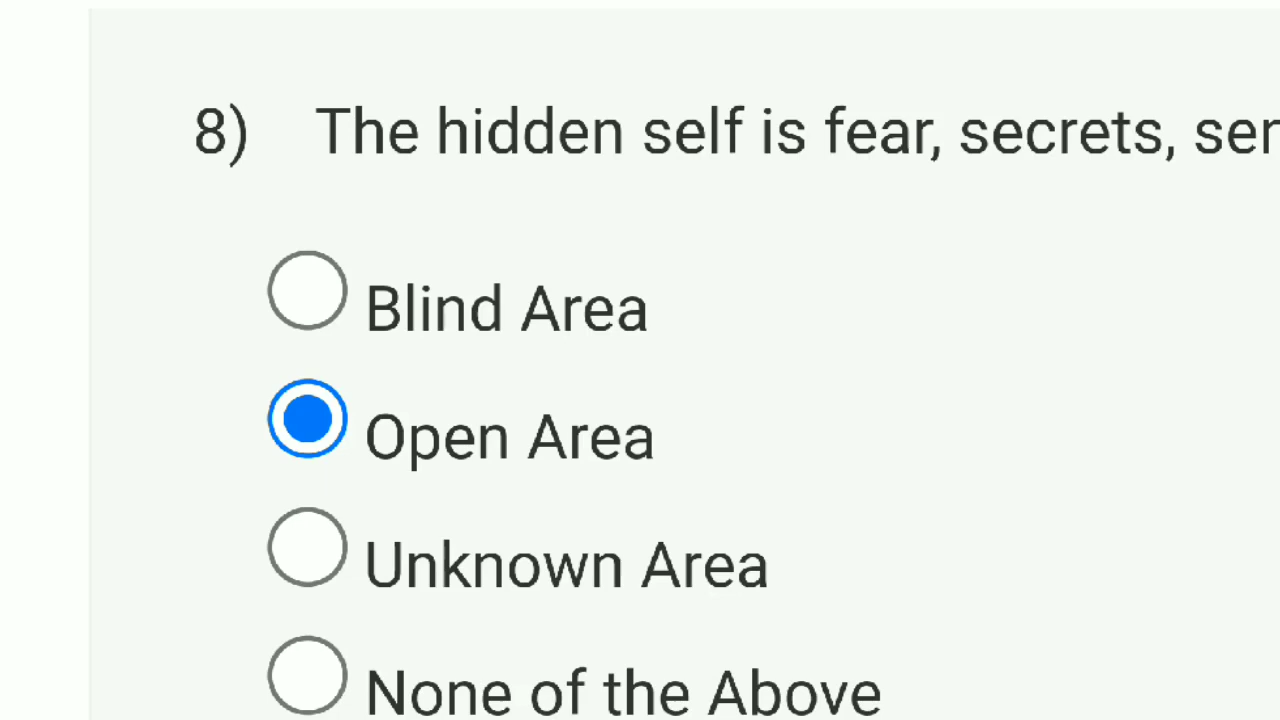 8) The hidden self is fear, secrets,
Blind Area
Open Area
Unknown Area
None of the Above